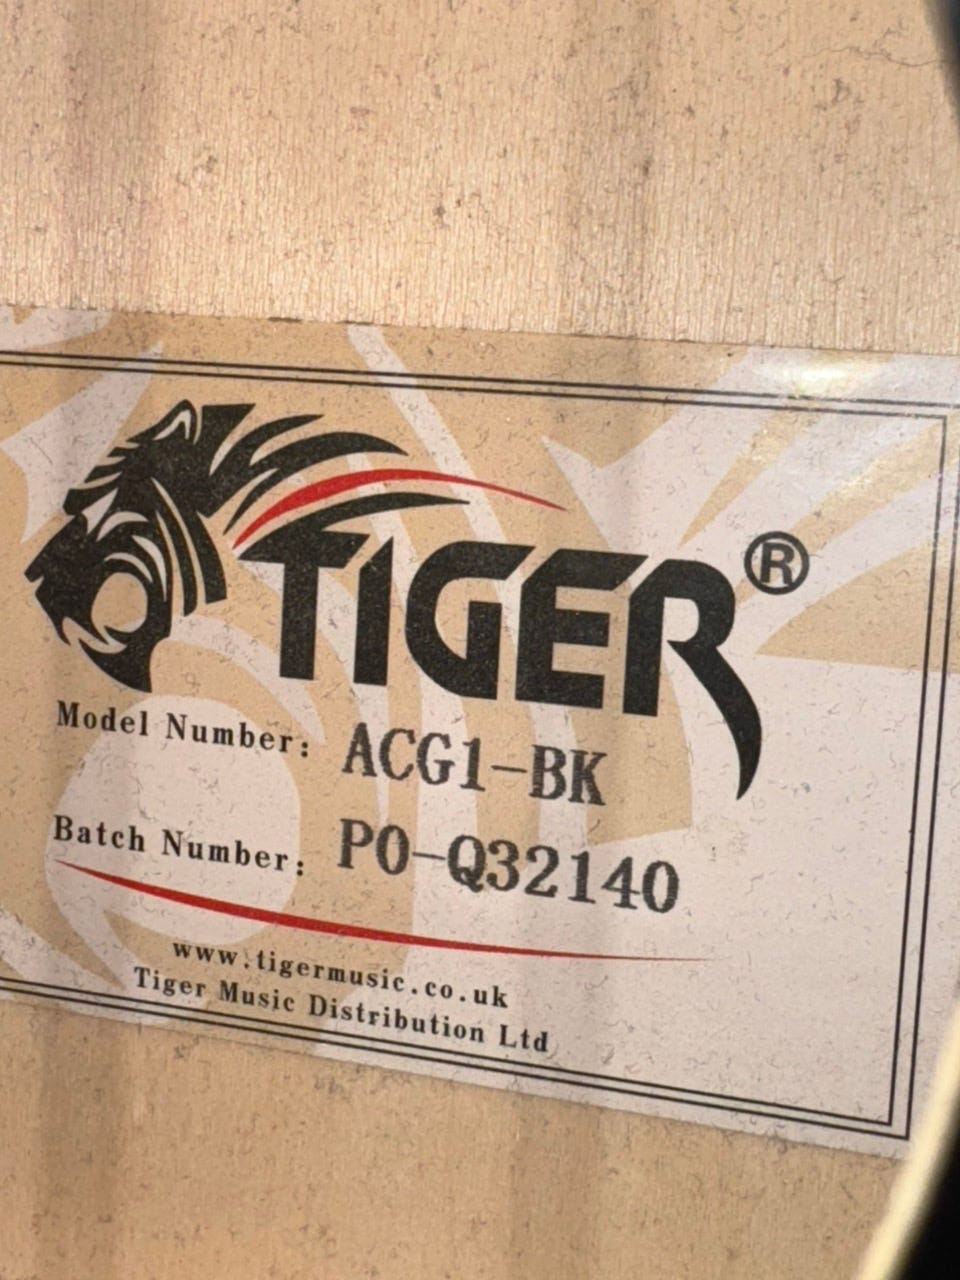 TIGER®
Model Number: ACG1-BK
Batch Number: PO-Q32140
www.tigermusic.co.uk
Tiger Music Distribution Ltd